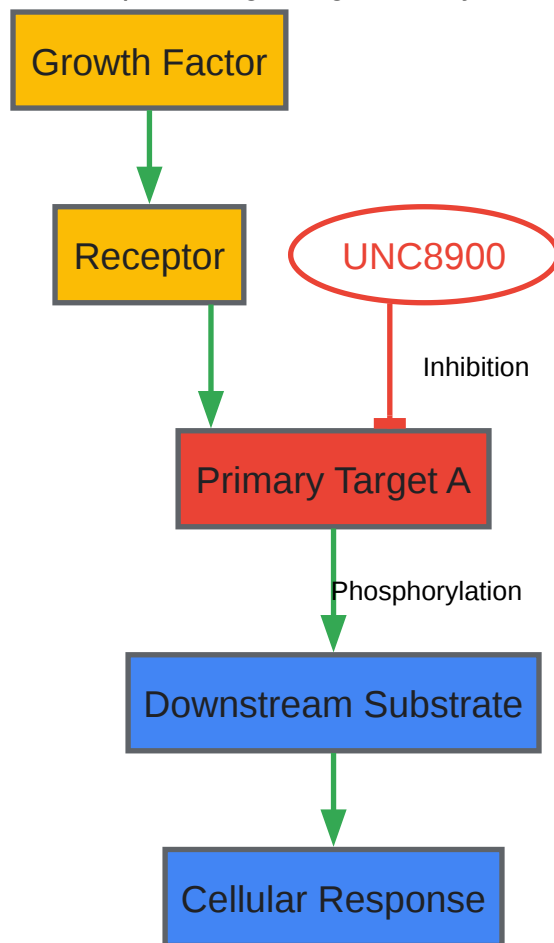 Growth Factor
Receptor
UNC8900
Inhibition
Primary Target A
Phosphorylation
Downstream Substrate
Cellular Response